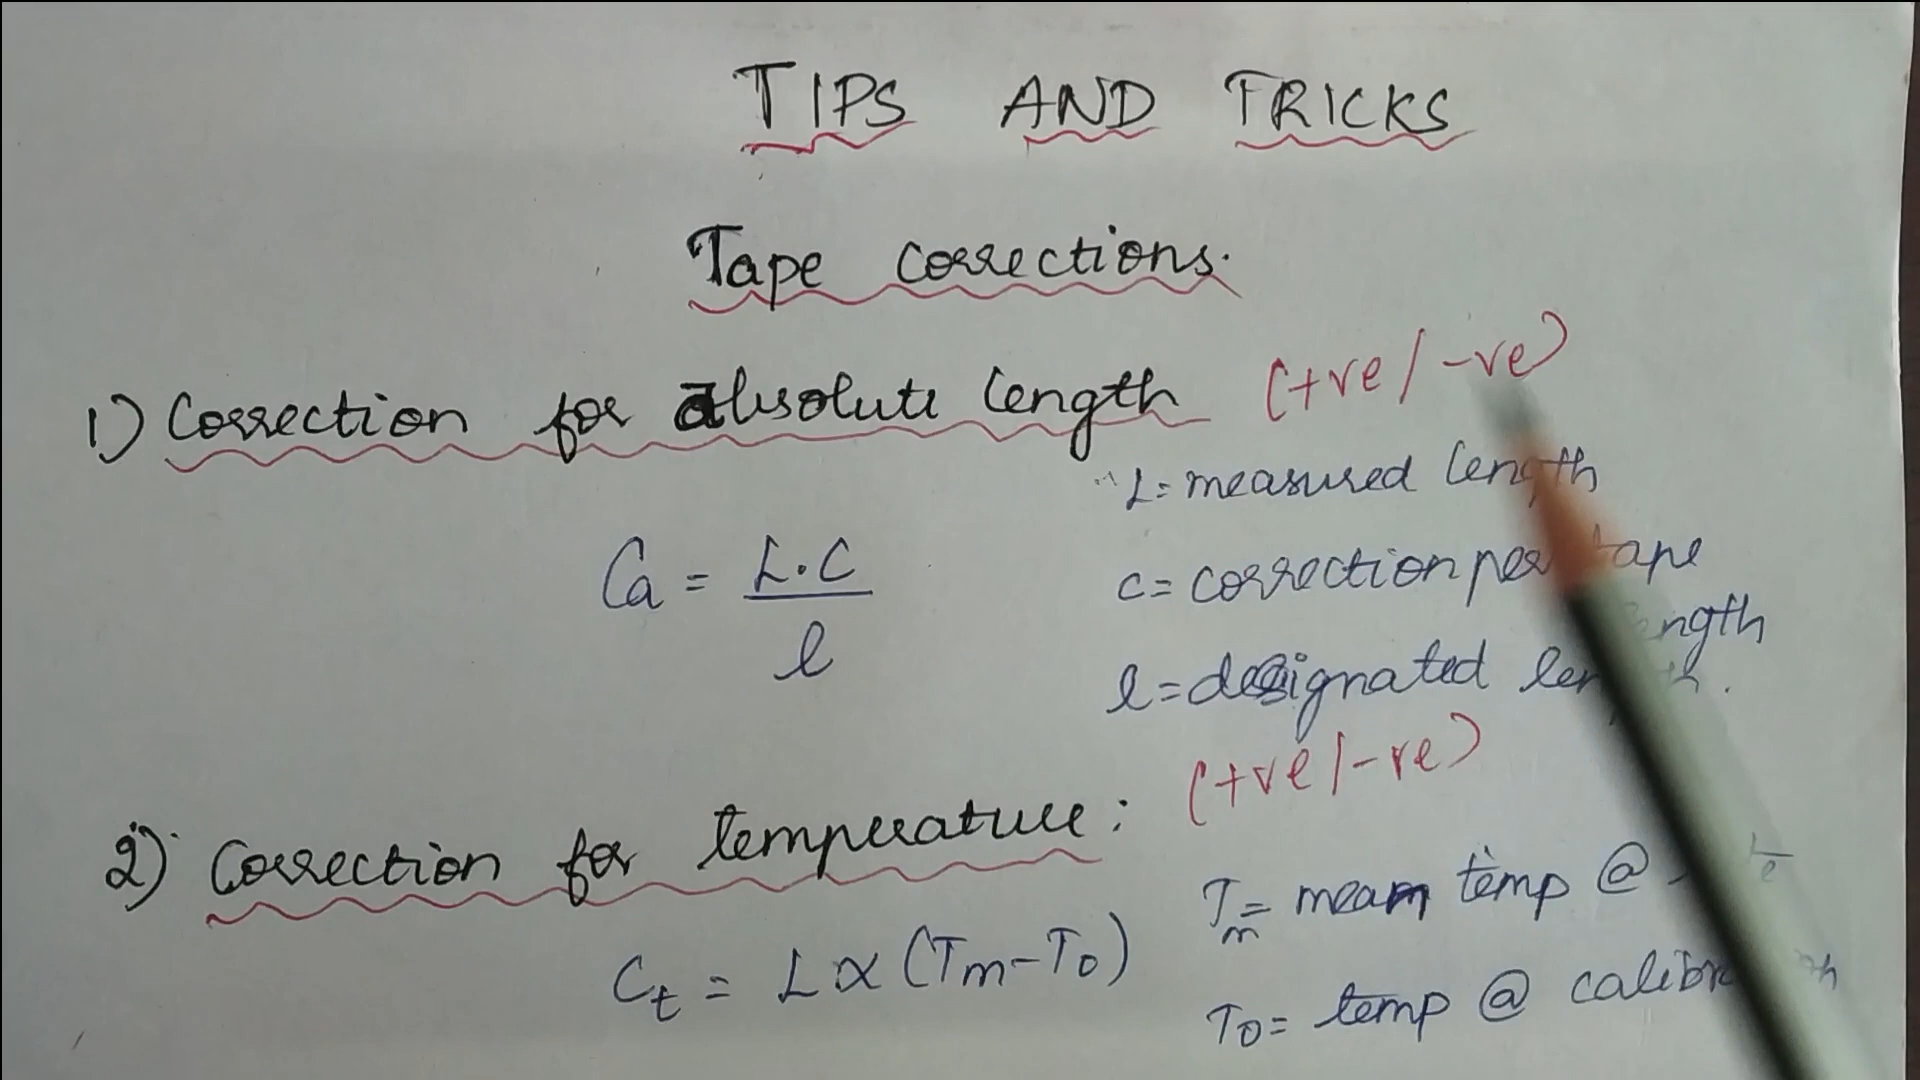 TIPS AND TRICKS
Tape corrections.
1) Correction for absolute length (+ve/-ve)
L= measured length
Ca = L.C / l
c= correction per tape
l= designated
(+ve/-ve)
2) Correction for temperature:
Tm= mean temp @
Ct = L α (Tm-To)
To= temp @